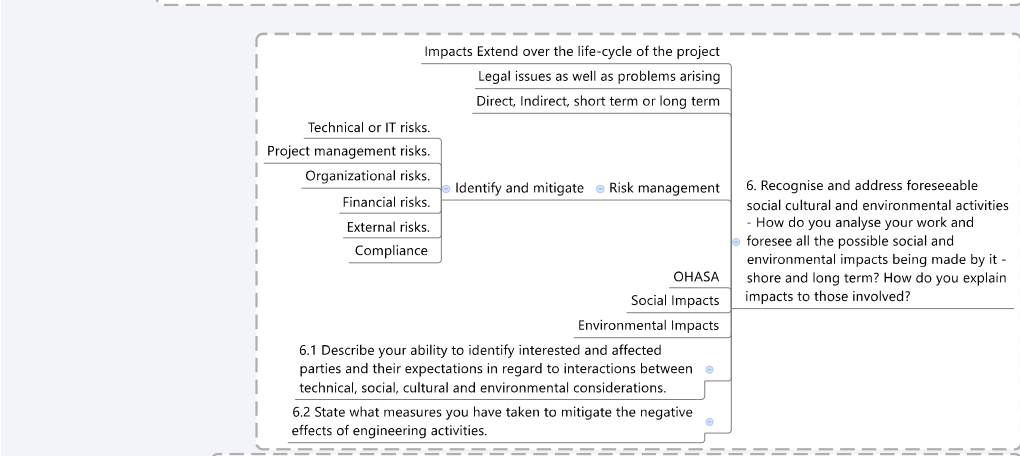 Impacts Extend over the life-cycle of the project
Legal issues as well as problems arising
Direct, Indirect, short term or long term
Technical or IT risks.
Project management risks.
Organizational risks.
Financial risks.
External risks.
Compliance
Identify and mitigate
Risk management
OHASA
Social Impacts
Environmental Impacts
6.1 Describe your ability to identify interested and affected
parties and their expectations in regard to interactions between
technical, social, cultural and environmental considerations.
6.2 State what measures you have taken to mitigate the negative
effects of engineering activities.
6. Recognise and address foreseeable
social cultural and environmental activities
- How do you analyse your work and
foresee all the possible social and
environmental impacts being made by it -
shore and long term? How do you explain
impacts to those involved?